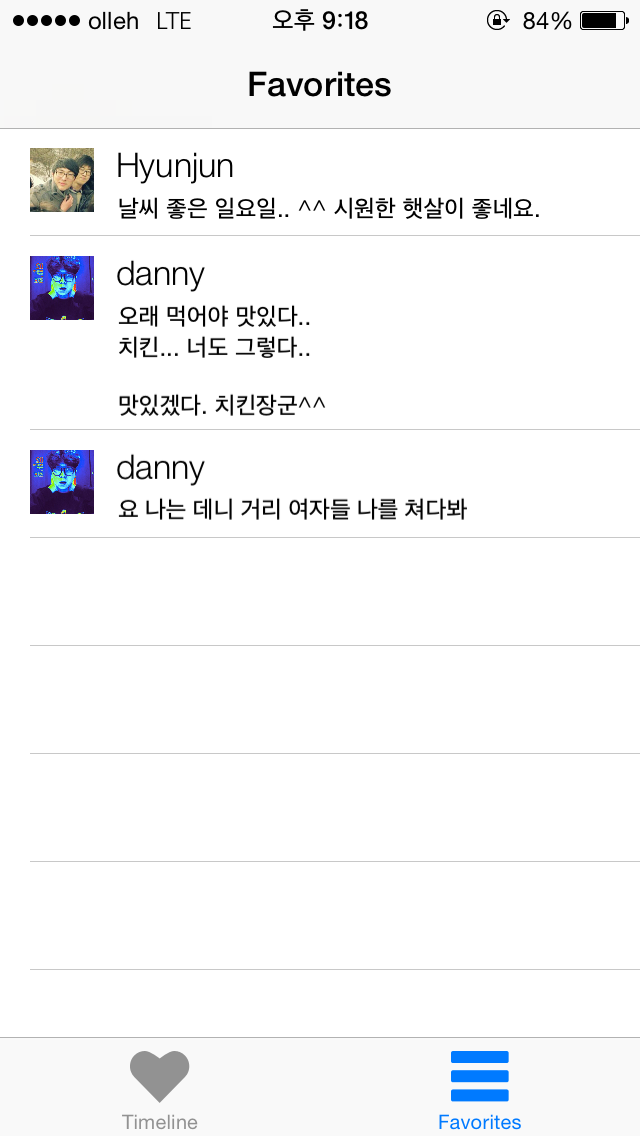 olleh LTE 오후 9:18 84%
Favorites
Hyunjun
날씨 좋은 일요일.. ^^ 시원한 햇살이 좋네요.
danny
오래 먹어야 맛있다..
치킨... 너도 그렇다..
맛있겠다. 치킨장군^^
danny
요 나는 데니 거리 여자들 나를 쳐다봐
Timeline Favorites